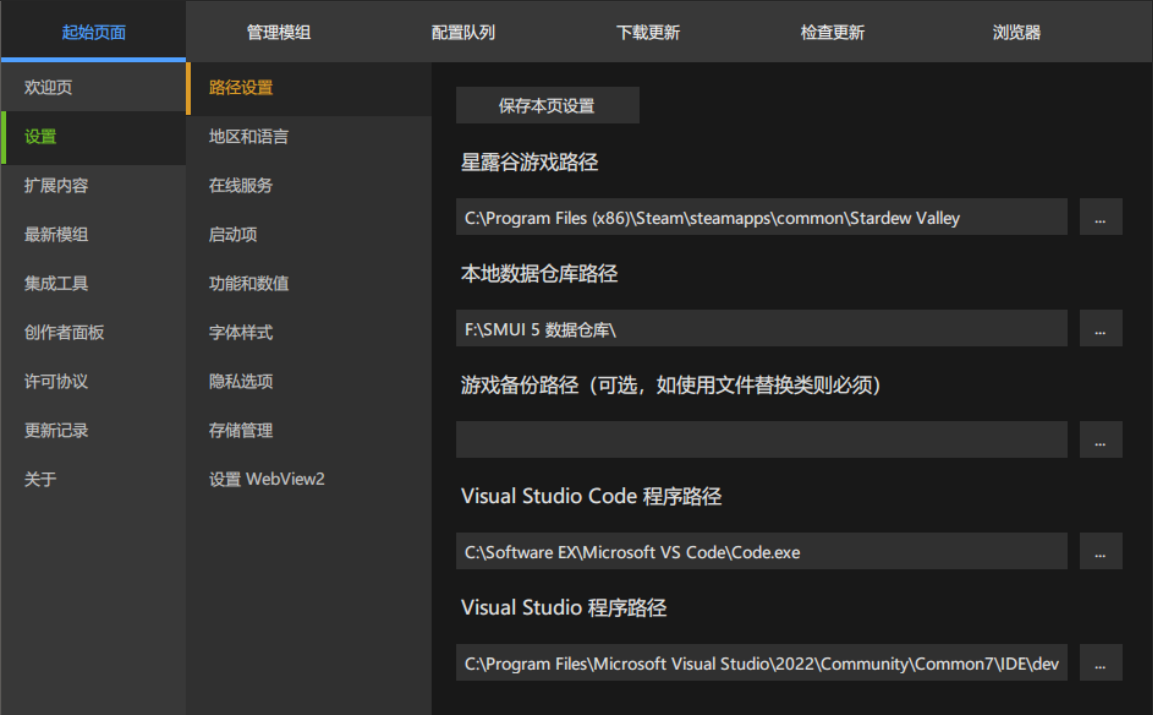 起始页面
管理模组
配置队列
下载更新
检查更新
浏览器
欢迎页
设置
扩展内容
最新模组
集成工具
创作者面板
许可协议
更新记录
关于
路径设置
地区和语言
在线服务
启动项
功能和数值
字体样式
隐私选项
存储管理
设置 WebView2
保存本页设置
星露谷游戏路径
C:\Program Files (x86)\Steam\steamapps\common\Stardew Valley
...
本地数据仓库路径
F:\SMUI 5 数据仓库\
...
游戏备份路径（可选，如使用文件替换类则必须）
...
Visual Studio Code 程序路径
C:\Software EX\Microsoft VS Code\Code.exe
...
Visual Studio 程序路径
C:\Program Files\Microsoft Visual Studio\2022\Community\Common7\IDE\dev
...